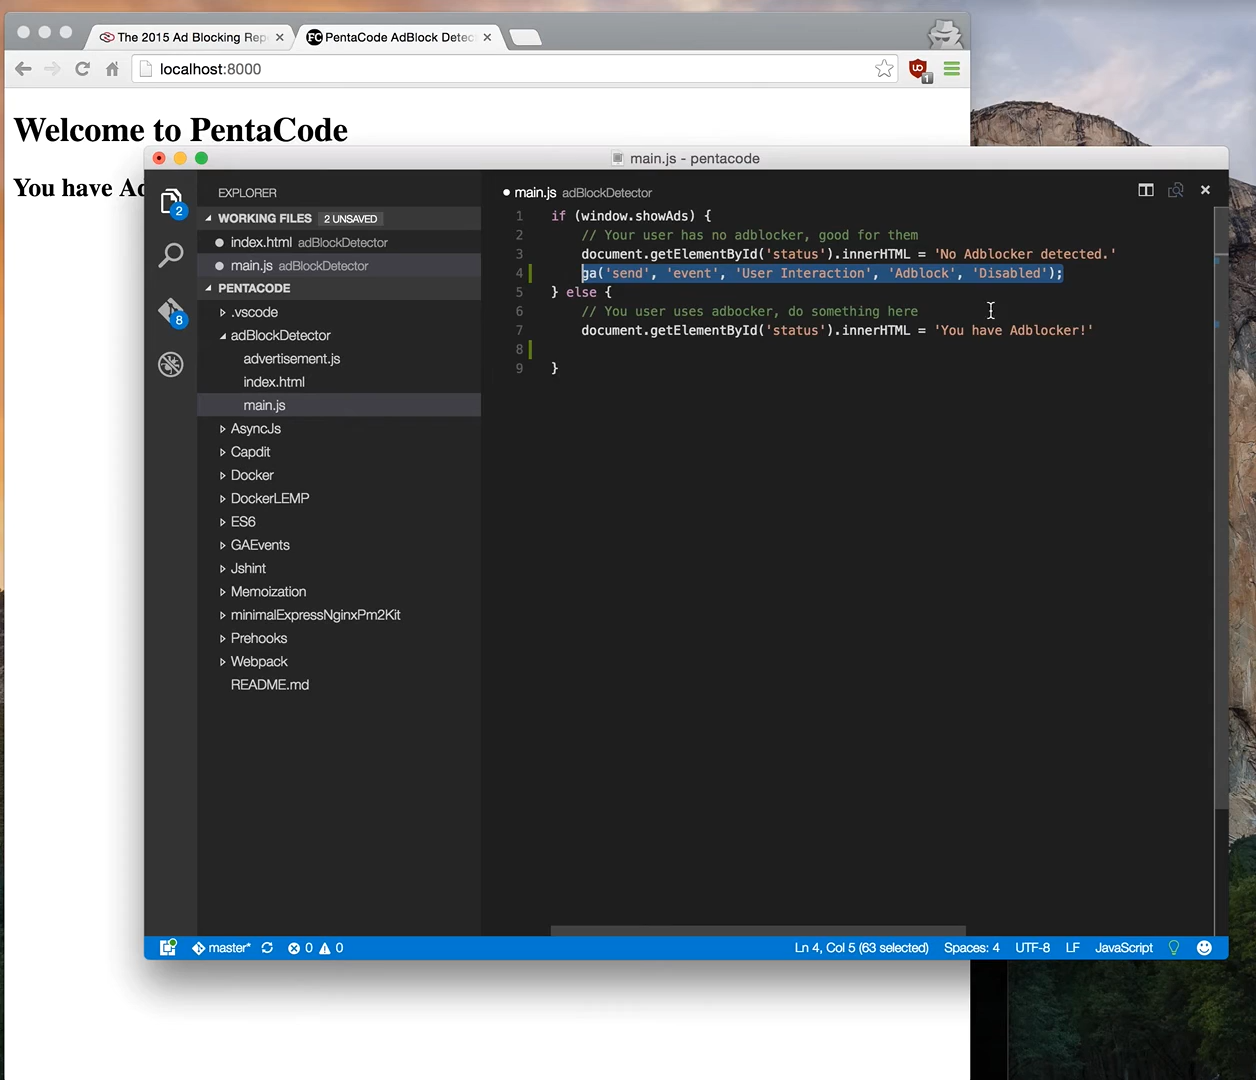 The 2015 Ad Blocking Rep
PentaCode AdBlock Detec
localhost:8000
1
Welcome to PentaCode
You have Ad
main.js - pentacode
EXPLORER
WORKING FILES 2 UNSAVED
index.html adBlockDetector
main.js adBlockDetector
PENTACODE
.vscode
adBlockDetector
advertisement.js
index.html
main.js
AsyncJs
Capdit
Docker
DockerLEMP
ES6
GAEvents
Jshint
Memoization
minimalExpressNginxPm2Kit
Prehooks
Webpack
README.md
2
8
main.js adBlockDetector
1 if (window.showAds) {
2 // Your user has no adblocker, good for them
3 document.getElementById('status').innerHTML = 'No Adblocker detected.'
4 ga('send', 'event', 'User Interaction', 'Adblock', 'Disabled');
5 } else {
6 // You user uses adbocker, do something here
7 document.getElementById('status').innerHTML = 'You have Adblocker!'
8
9 }
master* 0 0 Ln 4, Col 5 (63 selected) Spaces: 4 UTF-8 LF JavaScript